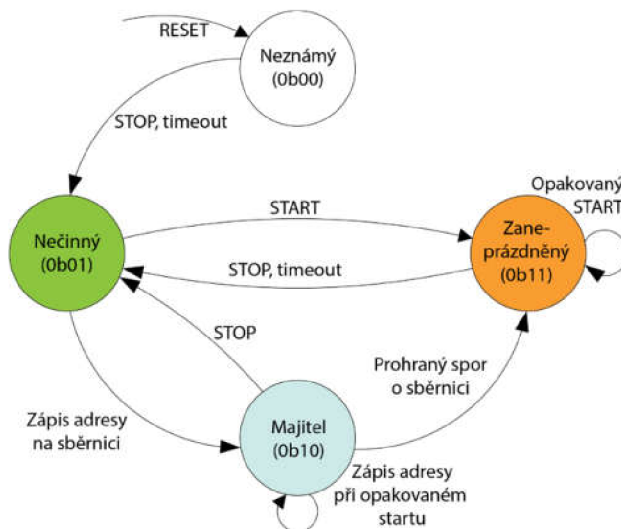 RESET
Neznámý
(0b00)
STOP, timeout
Opakovaný
START
START
Nečinný
(0b01)
Zane-
prázdněný
(0b11)
STOP, timeout
STOP
Prohraný spor
o sběrnici
Zápis adresy
na sběrnici
Majitel
(0b10)
Zápis adresy
při opakovaném
startu